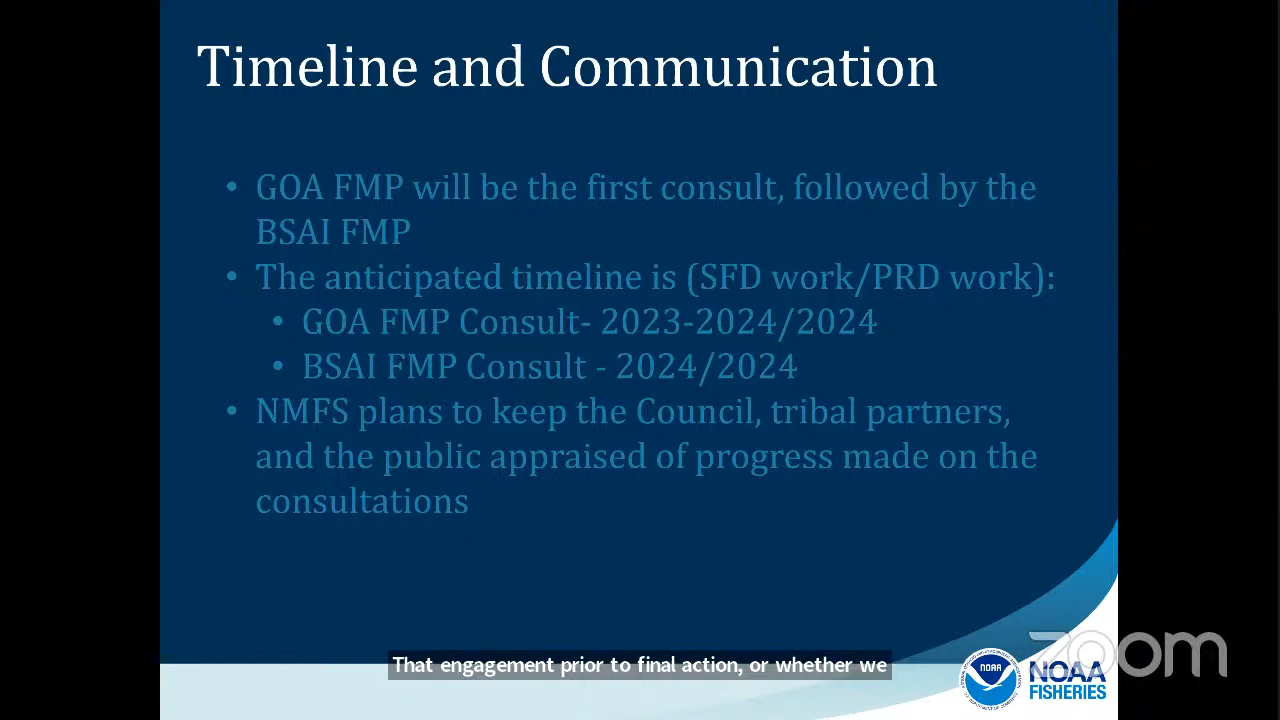 Timeline and Communication
• GOA FMP will be the first consult, followed by the
BSAI FMP
• The anticipated timeline is (SFD work/PRD work):
• GOA FMP Consult- 2023-2024/2024
• BSAI FMP Consult - 2024/2024
• NMFS plans to keep the Council, tribal partners,
and the public appraised of progress made on the
consultations
That engagement prior to final action, or whether we
zoom
NOAA
NOAA
FISHERIES